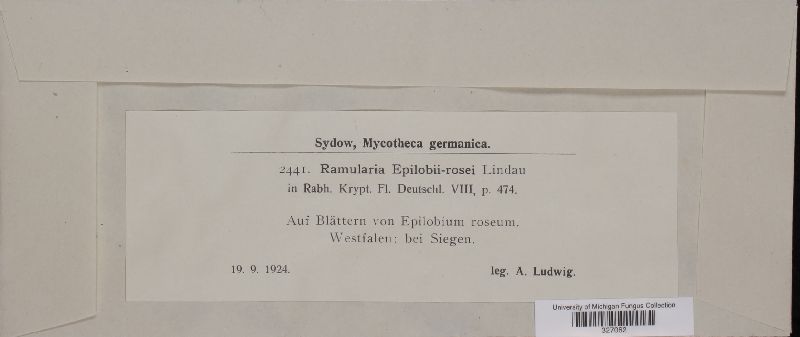 Sydow, Mycotheca germanica.
2441. Ramularia Epilobii-rosei Lindau
in Rabh. Krypt. Fl. Deutschl. VIII, p. 474.
Auf Blättern von Epilobium roseum.
Westfalen: bei Siegen.
19. 9. 1924. leg. A. Ludwig.
University of Michigan Fungus Collection
327082